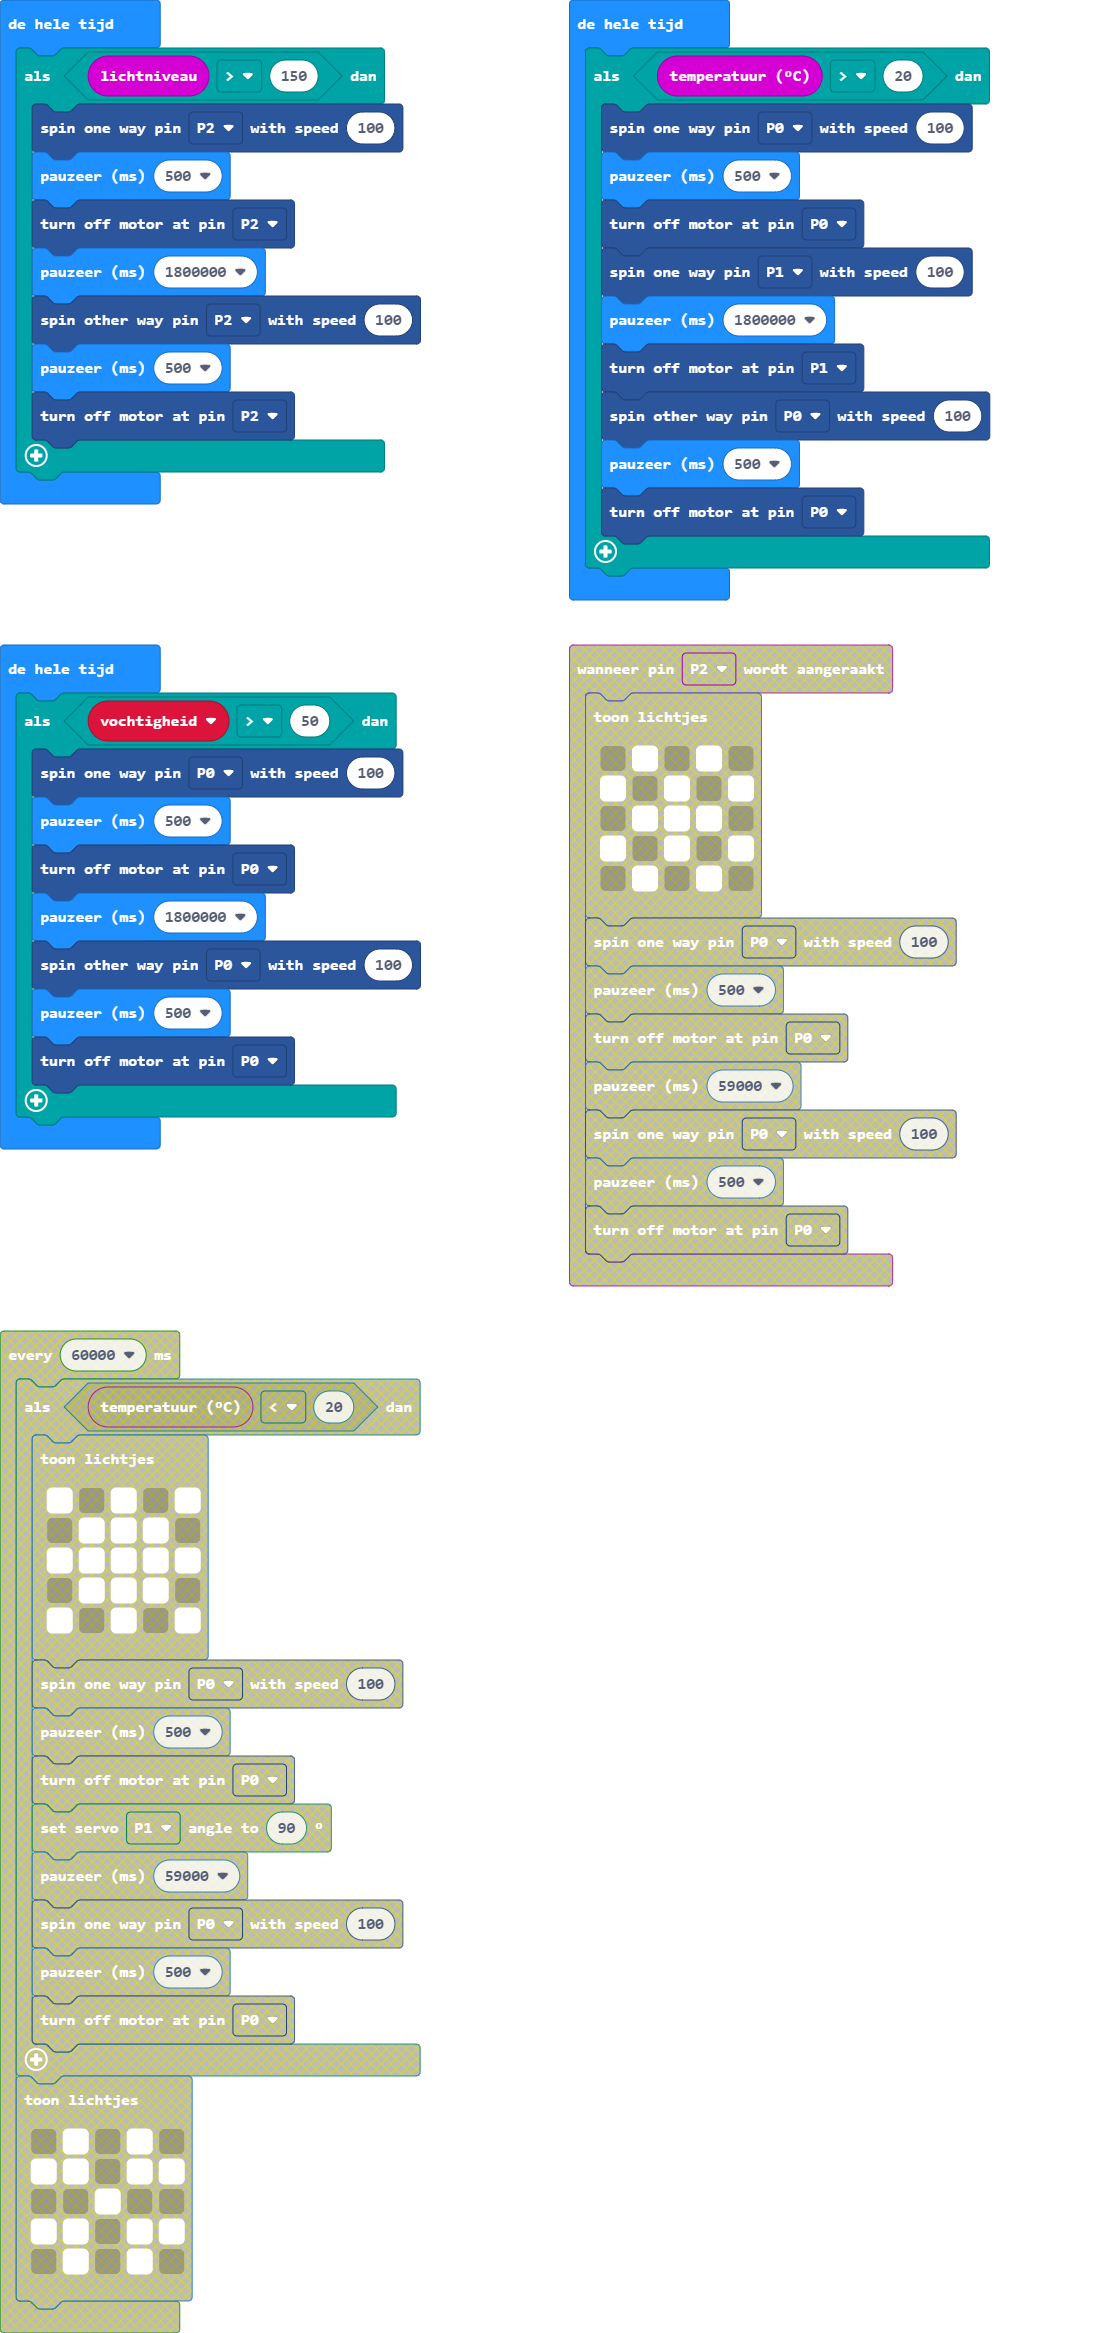 de hele tijd
als lichtniveau > 150 dan
spin one way pin P2 with speed 100
pauzeer (ms) 500
turn off motor at pin P2
pauzeer (ms) 1800000
spin other way pin P2 with speed 100
pauzeer (ms) 500
turn off motor at pin P2
de hele tijd
als temperatuur (ºC) > 20 dan
spin one way pin P0 with speed 100
pauzeer (ms) 500
turn off motor at pin P0
spin one way pin P1 with speed 100
pauzeer (ms) 1800000
turn off motor at pin P1
spin other way pin P0 with speed 100
pauzeer (ms) 500
turn off motor at pin P0
de hele tijd
als vochtigheid > 50 dan
spin one way pin P0 with speed 100
pauzeer (ms) 500
turn off motor at pin P0
pauzeer (ms) 1800000
spin other way pin P0 with speed 100
pauzeer (ms) 500
turn off motor at pin P0
wanneer pin P2 wordt aangeraakt
toon lichtjes
spin one way pin P0 with speed 100
pauzeer (ms) 500
turn off motor at pin P0
pauzeer (ms) 59000
spin one way pin P0 with speed 100
pauzeer (ms) 500
turn off motor at pin P0
every 60000 ms
als temperatuur (ºC) < 20 dan
toon lichtjes
spin one way pin P0 with speed 100
pauzeer (ms) 500
turn off motor at pin P0
set servo P1 angle to 90 º
pauzeer (ms) 59000
spin one way pin P0 with speed 100
pauzeer (ms) 500
turn off motor at pin P0
toon lichtjes